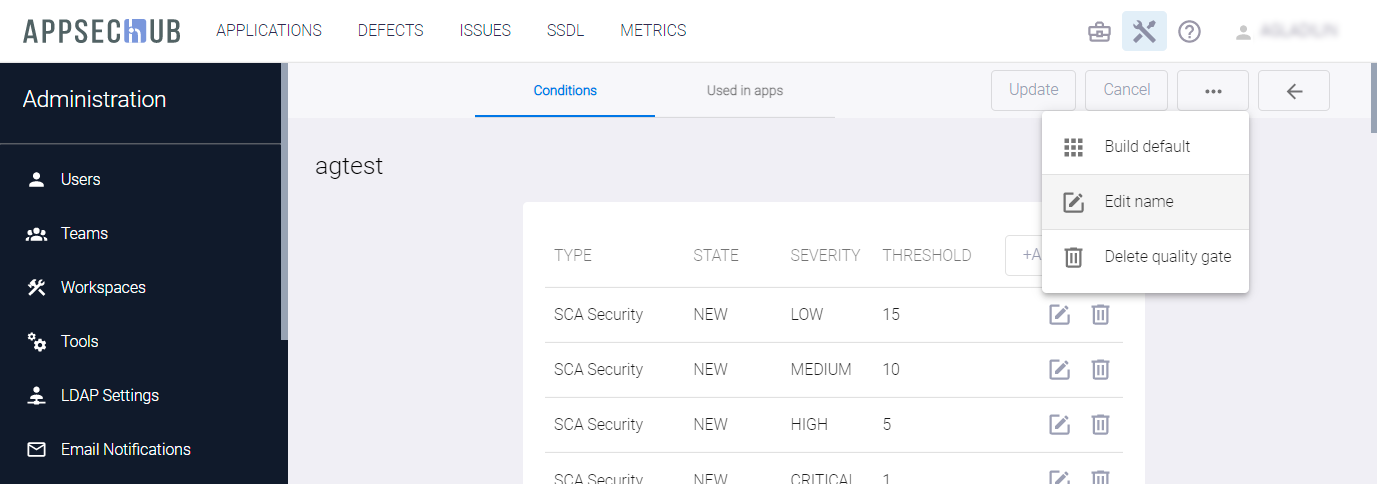 APPSECHUB APPLICATIONS DEFECTS ISSUES SSDL METRICS
Administration
Users
Teams
Workspaces
Tools
LDAP Settings
Email Notifications
Conditions Used in apps Update Cancel ...
Build default
Edit name
Delete quality gate
agtest
TYPE STATE SEVERITY THRESHOLD +A
SCA Security NEW LOW 15
SCA Security NEW MEDIUM 10
SCA Security NEW HIGH 5
SCA Security NEW CRITICAL 1